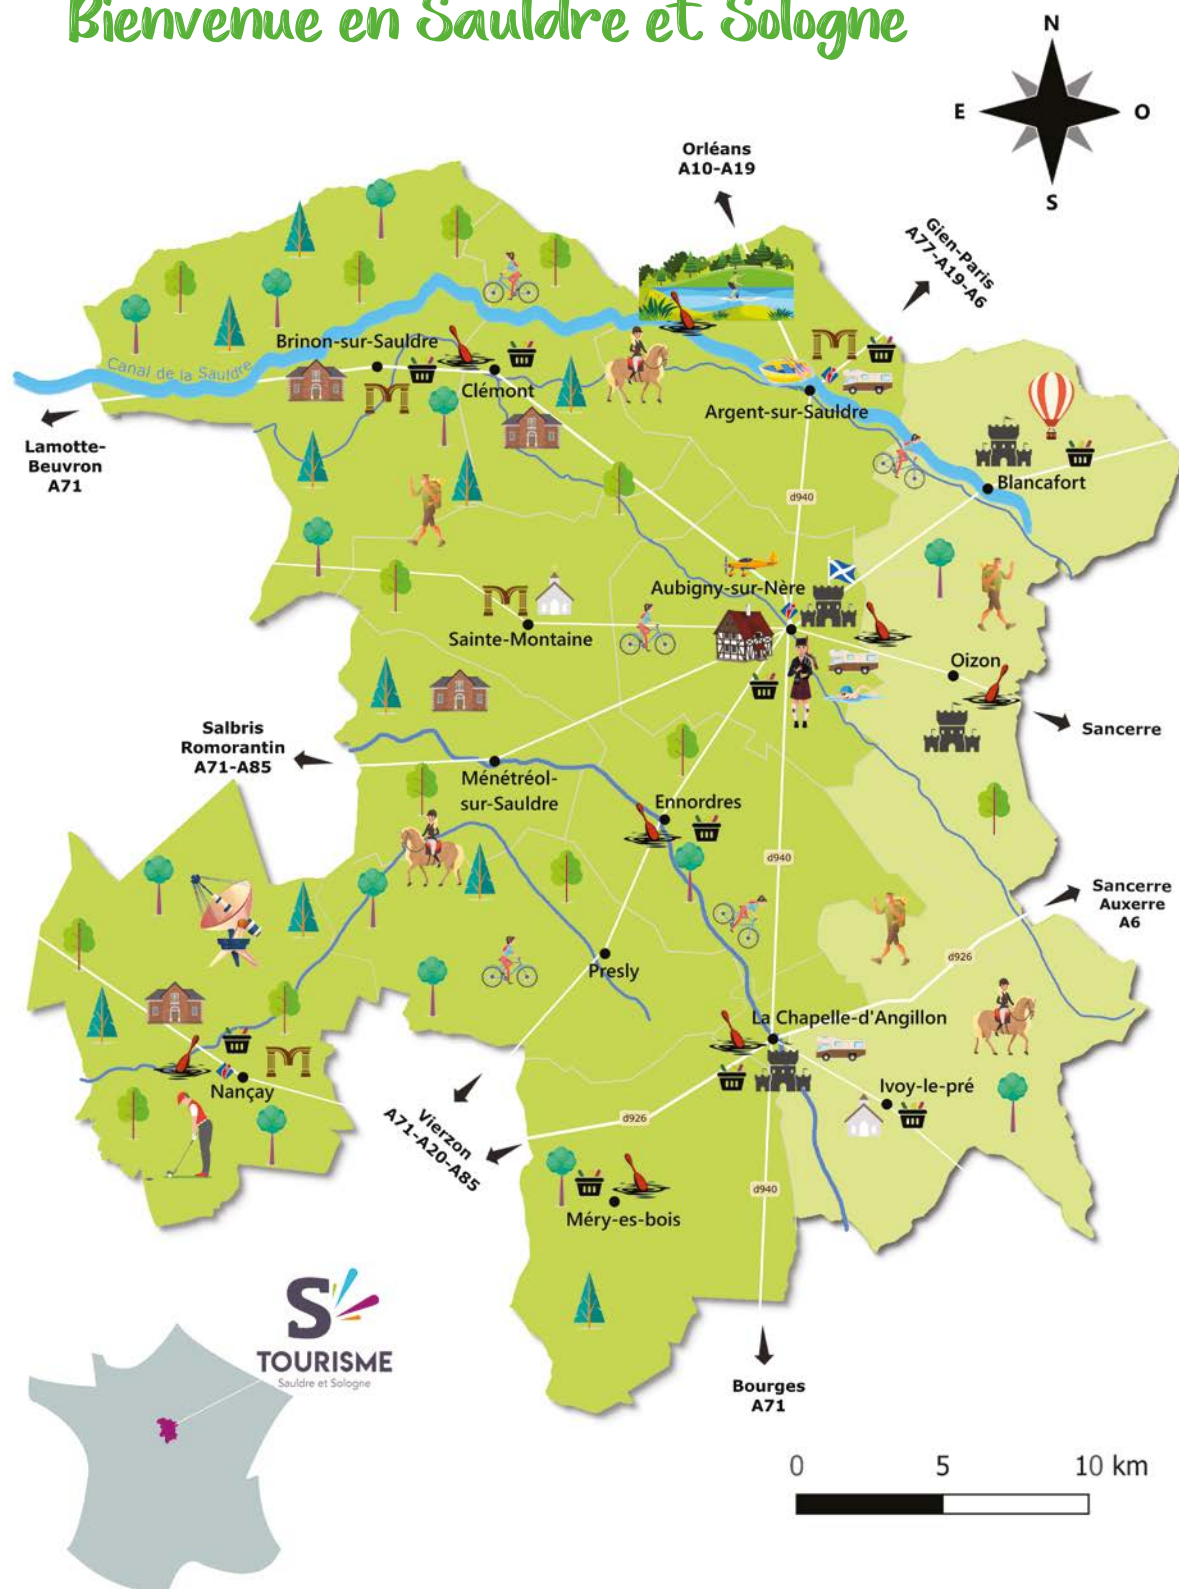 Bienvenue en Sauldre et Sologne
N
E
O
S
Orléans
A10-A19
Gien-Paris
A77-A19-A6
Brinon-sur-Sauldre
Canal de la Sauldre
Clémont
Argent-sur-Sauldre
Lamotte-
Beuvron
A71
Blancafort
d940
Aubigny-sur-Nère
Sainte-Montaine
Oizon
Sancerre
Salbris
Romorantin
A71-A85
Ménétréol-
sur-Sauldre
Ennordres
d940
Sancerre
Auxerre
A6
d926
Presly
La Chapelle-d'Angillon
Nançay
Ivoy-le-pré
Vierzon
A71-A20-A85
d926
d940
Méry-es-bois
S
TOURISME
Sauldre et Sologne
Bourges
A71
0 5 10 km